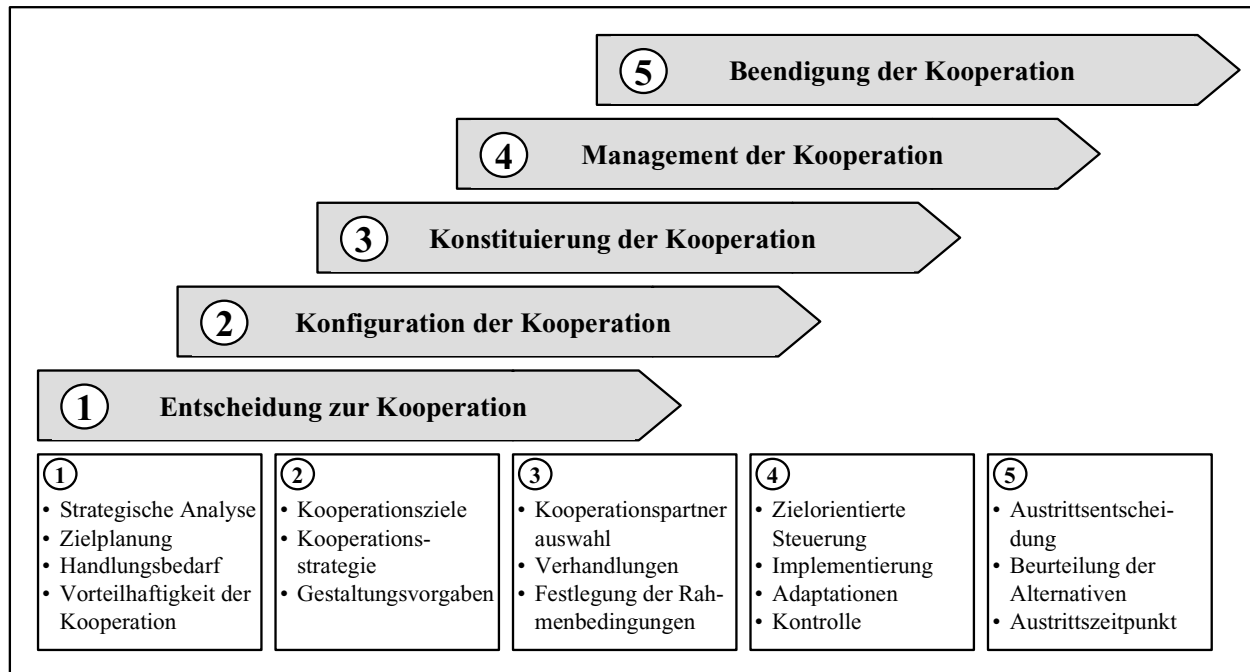 5 Beendigung der Kooperation
4 Management der Kooperation
3 Konstituierung der Kooperation
2 Konfiguration der Kooperation
1 Entscheidung zur Kooperation
1
• Strategische Analyse
• Zielplanung
• Handlungsbedarf
• Vorteilhaftigkeit der
Kooperation
2
• Kooperationsziele
• Kooperations-
strategie
• Gestaltungsvorgaben
3
• Kooperationspartner
auswahl
• Verhandlungen
• Festlegung der Rah-
menbedingungen
4
• Zielorientierte
Steuerung
• Implementierung
• Adaptationen
• Kontrolle
5
• Austrittsentschei-
dung
• Beurteilung der
Alternativen
• Austrittszeitpunkt